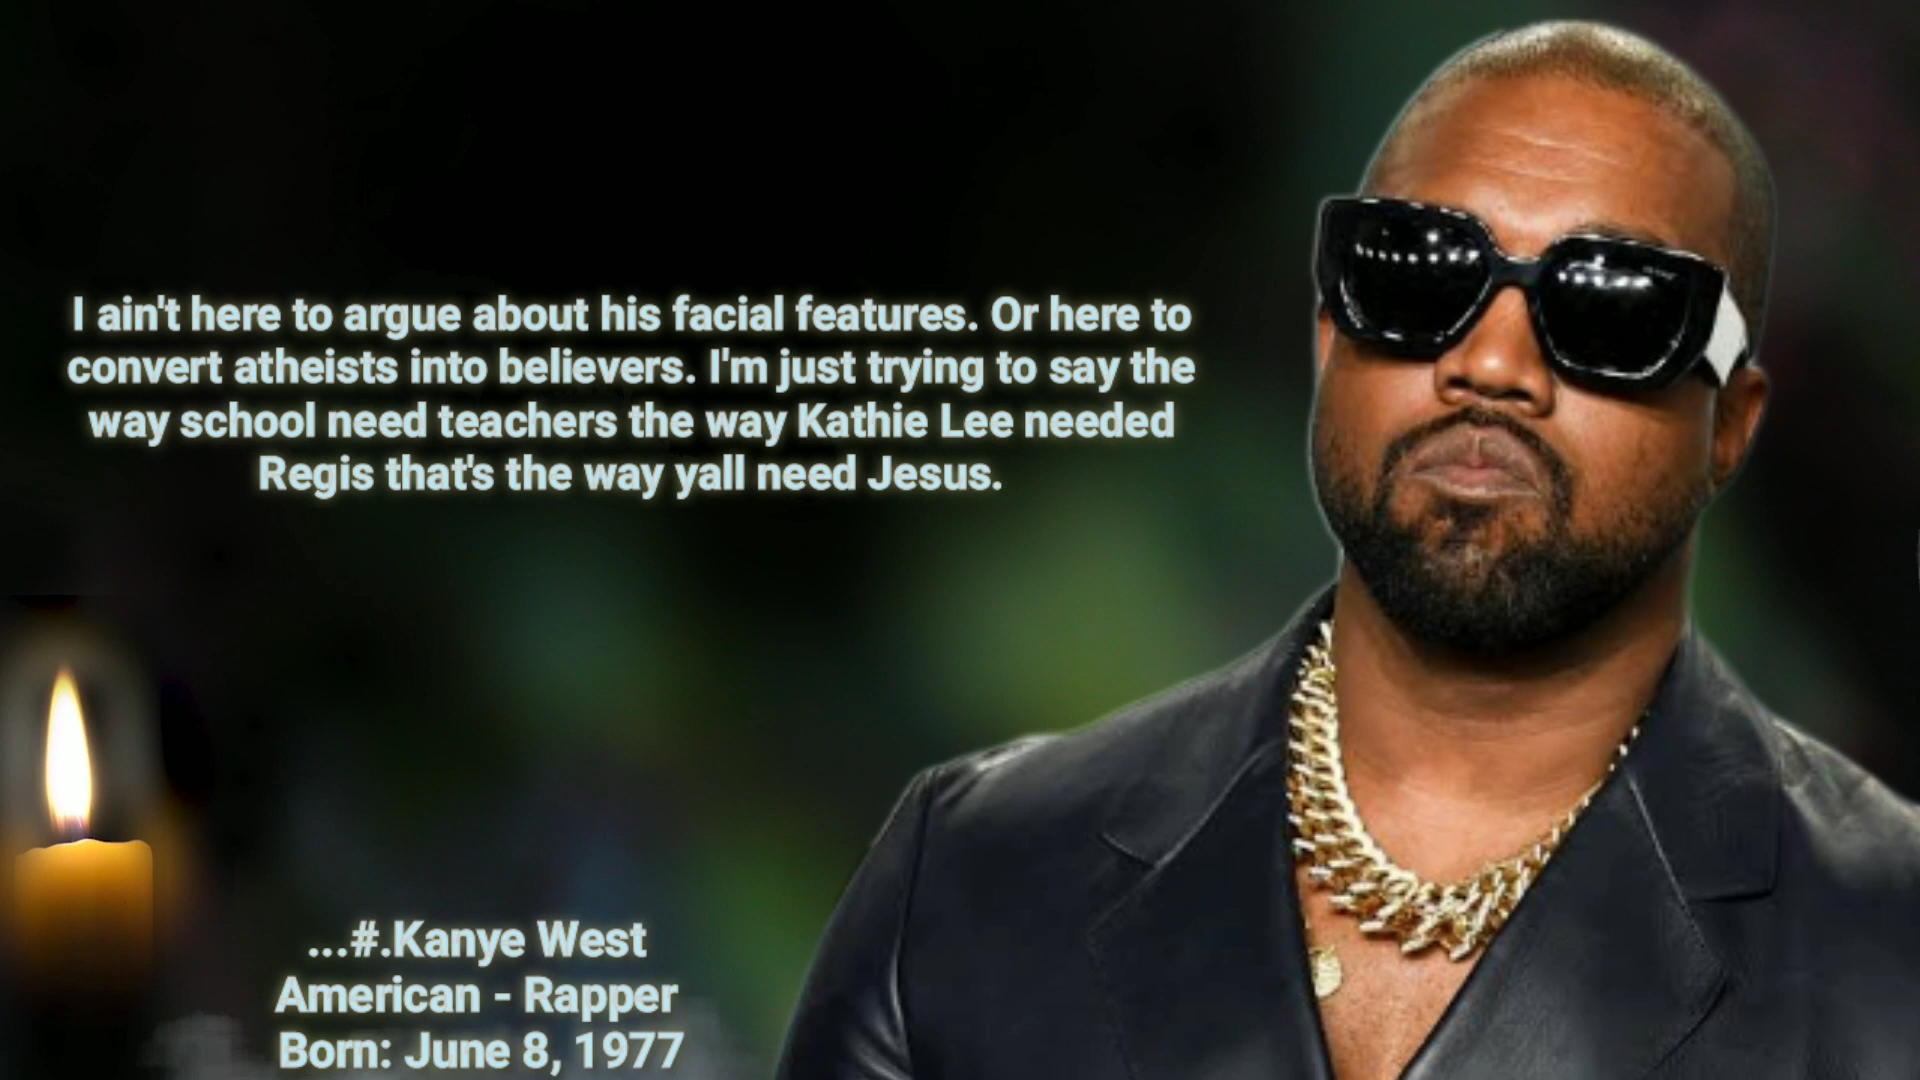 I ain't here to argue about his facial features. Or here to
convert atheists into believers. I'm just trying to say the
way school need teachers the way Kathie Lee needed
Regis that's the way yall need Jesus.
...#.Kanye West
American - Rapper
Born: June 8, 1977